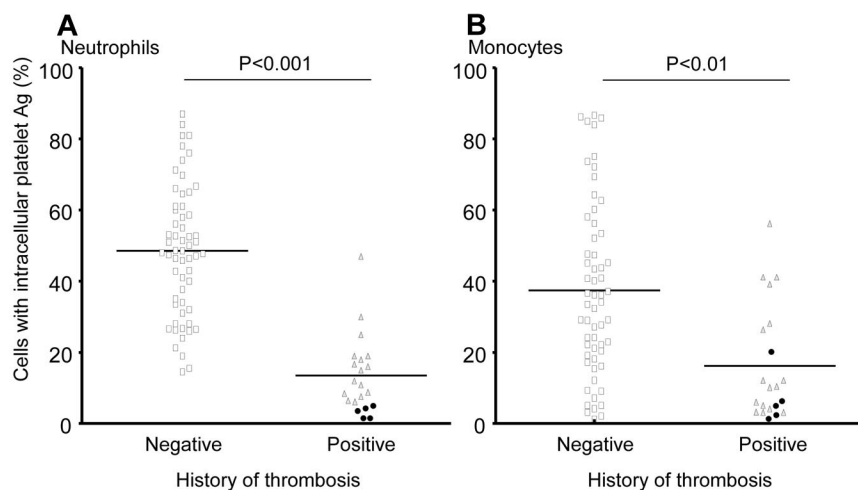 A
Neutrophils
P<0.001
Cells with intracellular platelet Ag (%)
100
80
60
40
20
0
Negative
Positive
History of thrombosis
B
Monocytes
P<0.01
100
80
60
40
20
0
Negative
Positive
History of thrombosis